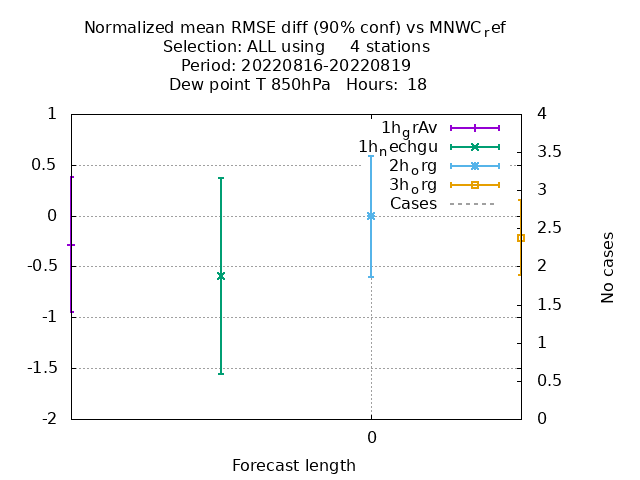 Normalized mean RMSE diff (90% conf) vs MNWC_ref
Selection: ALL using 4 stations
Period: 20220816-20220819
Dew point T 850hPa Hours: 18
1h_grAv
1h_nechgu
2h_org
3h_org
Cases
1
0.5
0
-0.5
-1
-1.5
-2
4
3.5
3
2.5
2
1.5
1
0.5
0
No cases
0
Forecast length